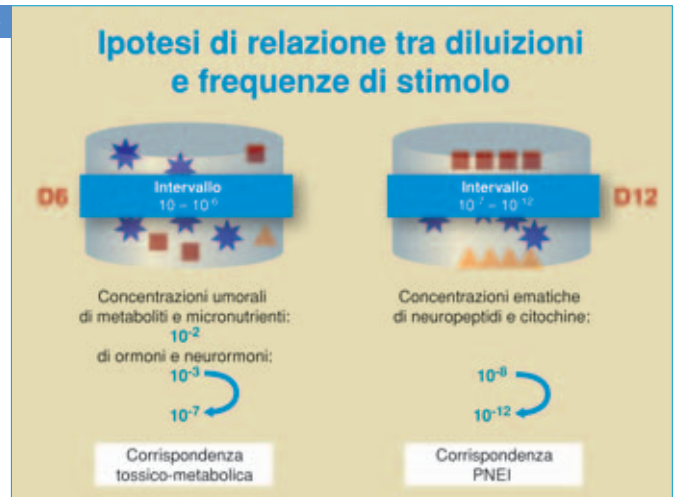 Ipotesi di relazione tra diluizioni
e frequenze di stimolo
D6
Intervallo
10 – 10⁻⁶
Concentrazioni umorali
di metaboliti e micronutrienti:
10⁻²
di ormoni e neurormoni:
10⁻³
10⁻⁷
Corrispondenza
tossico-metabolica
Intervallo
10⁻⁷ – 10⁻¹²
D12
Concentrazioni ematiche
di neuropeptidi e citochine:
10⁻⁸
10⁻¹²
Corrispondenza
PNEI